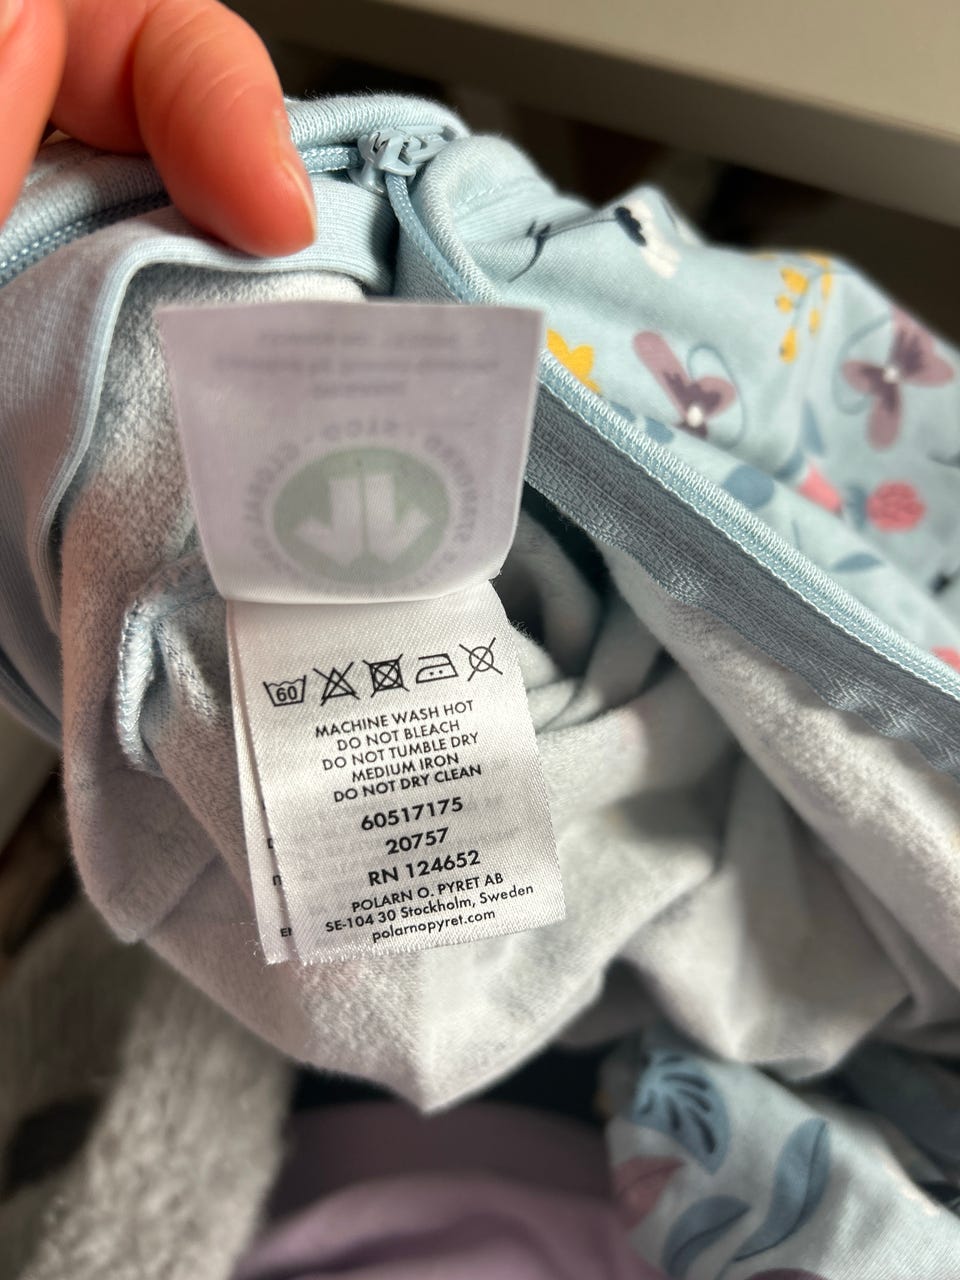 60
MACHINE WASH HOT
DO NOT BLEACH
DO NOT TUMBLE DRY
MEDIUM IRON
DO NOT DRY CLEAN
60517175
20757
RN 124652
POLARN O. PYRET AB
SE-104 30 Stockholm, Sweden
polarnopyret.com